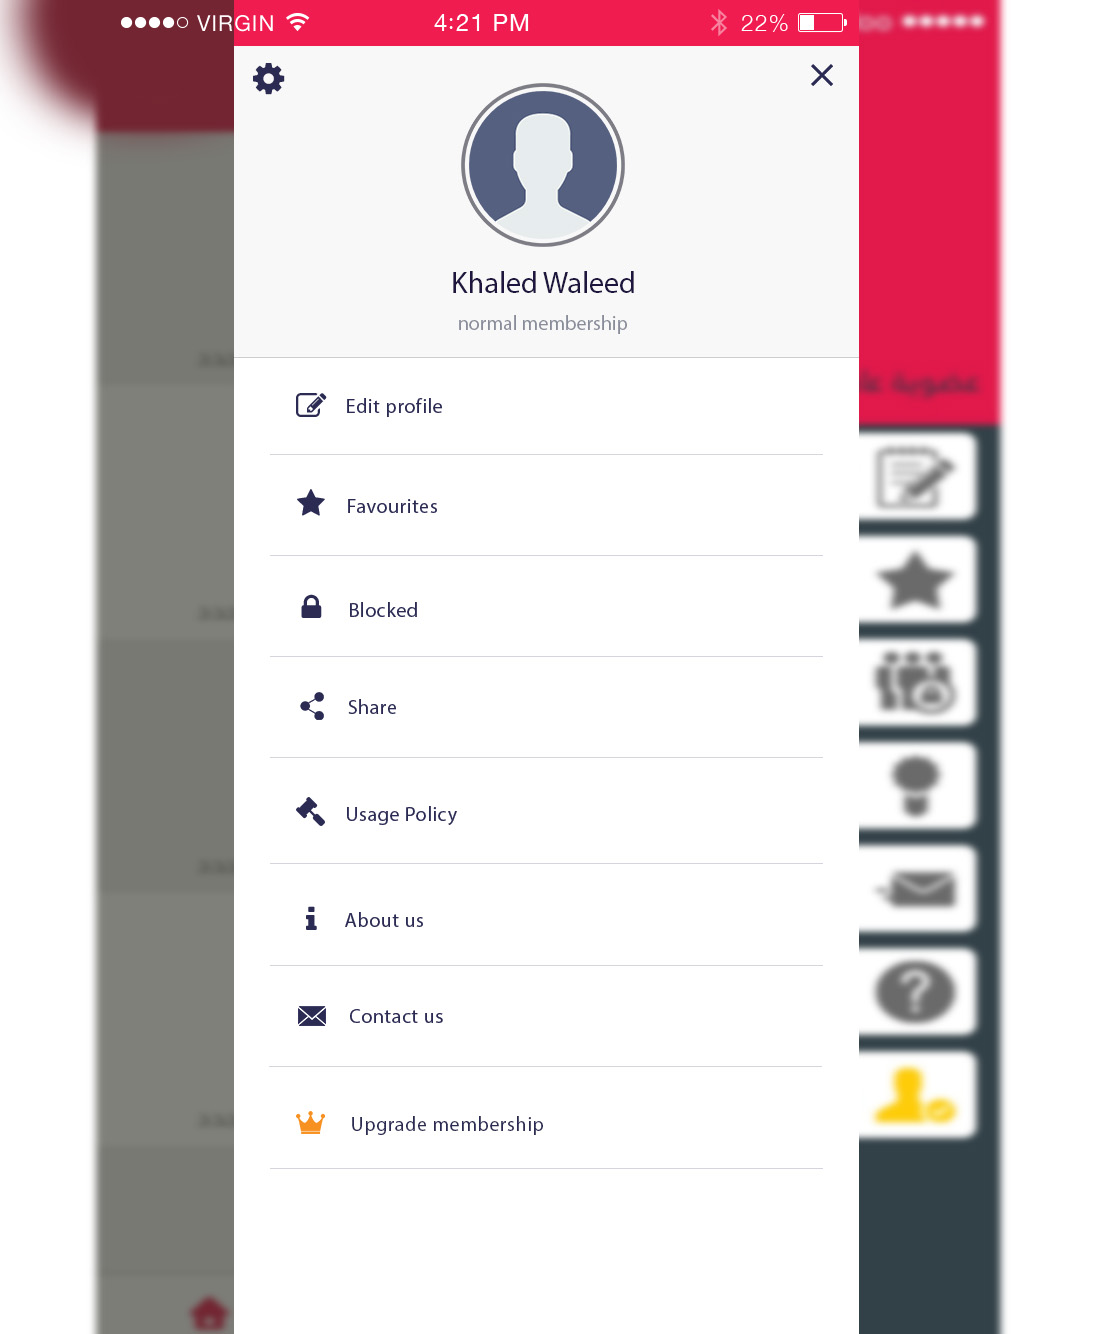 VIRGIN 4:21 PM 22%
Khaled Waleed
normal membership
Edit profile
Favourites
Blocked
Share
Usage Policy
About us
Contact us
Upgrade membership